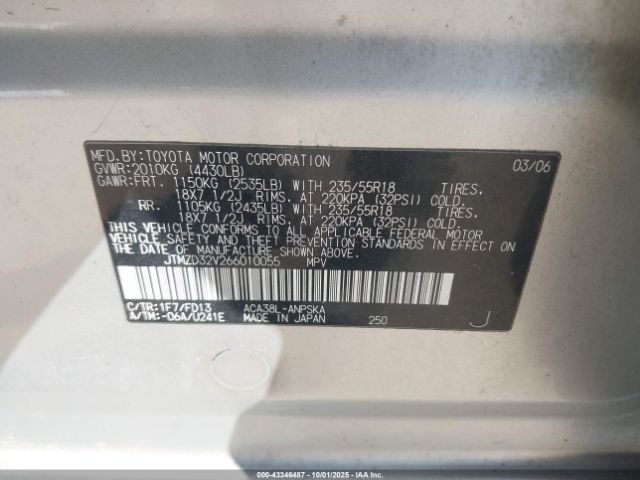 MFD.BY:TOYOTA MOTOR CORPORATION 03/06
GVWR:2010KG (4430LB)
GAWR:FRT. 1150KG (2535LB) WITH 235/55R18 TIRES.
18X7 1/2J RIMS. AT 220KPA (32PSI) COLD.
RR. 1105KG (2435LB) WITH 235/55R18 TIRES.
18X7 1/2J RIMS. AT 220KPA (32PSI) COLD.
THIS VEHICLE CONFORMS TO ALL APPLICABLE FEDERAL MOTOR
VEHICLE SAFETY AND THEFT PREVENTION STANDARDS IN EFFECT ON
THE DATE OF MANUFACTURE SHOWN ABOVE.
JTMZD32V266010055 MPV
C/TR:1F7/FD13 ACA38L-ANPSKA
A/TM:-06A/U241E MADE IN JAPAN 250 J
© -000-43346487 - 10/01/2025 - IAA Inc.